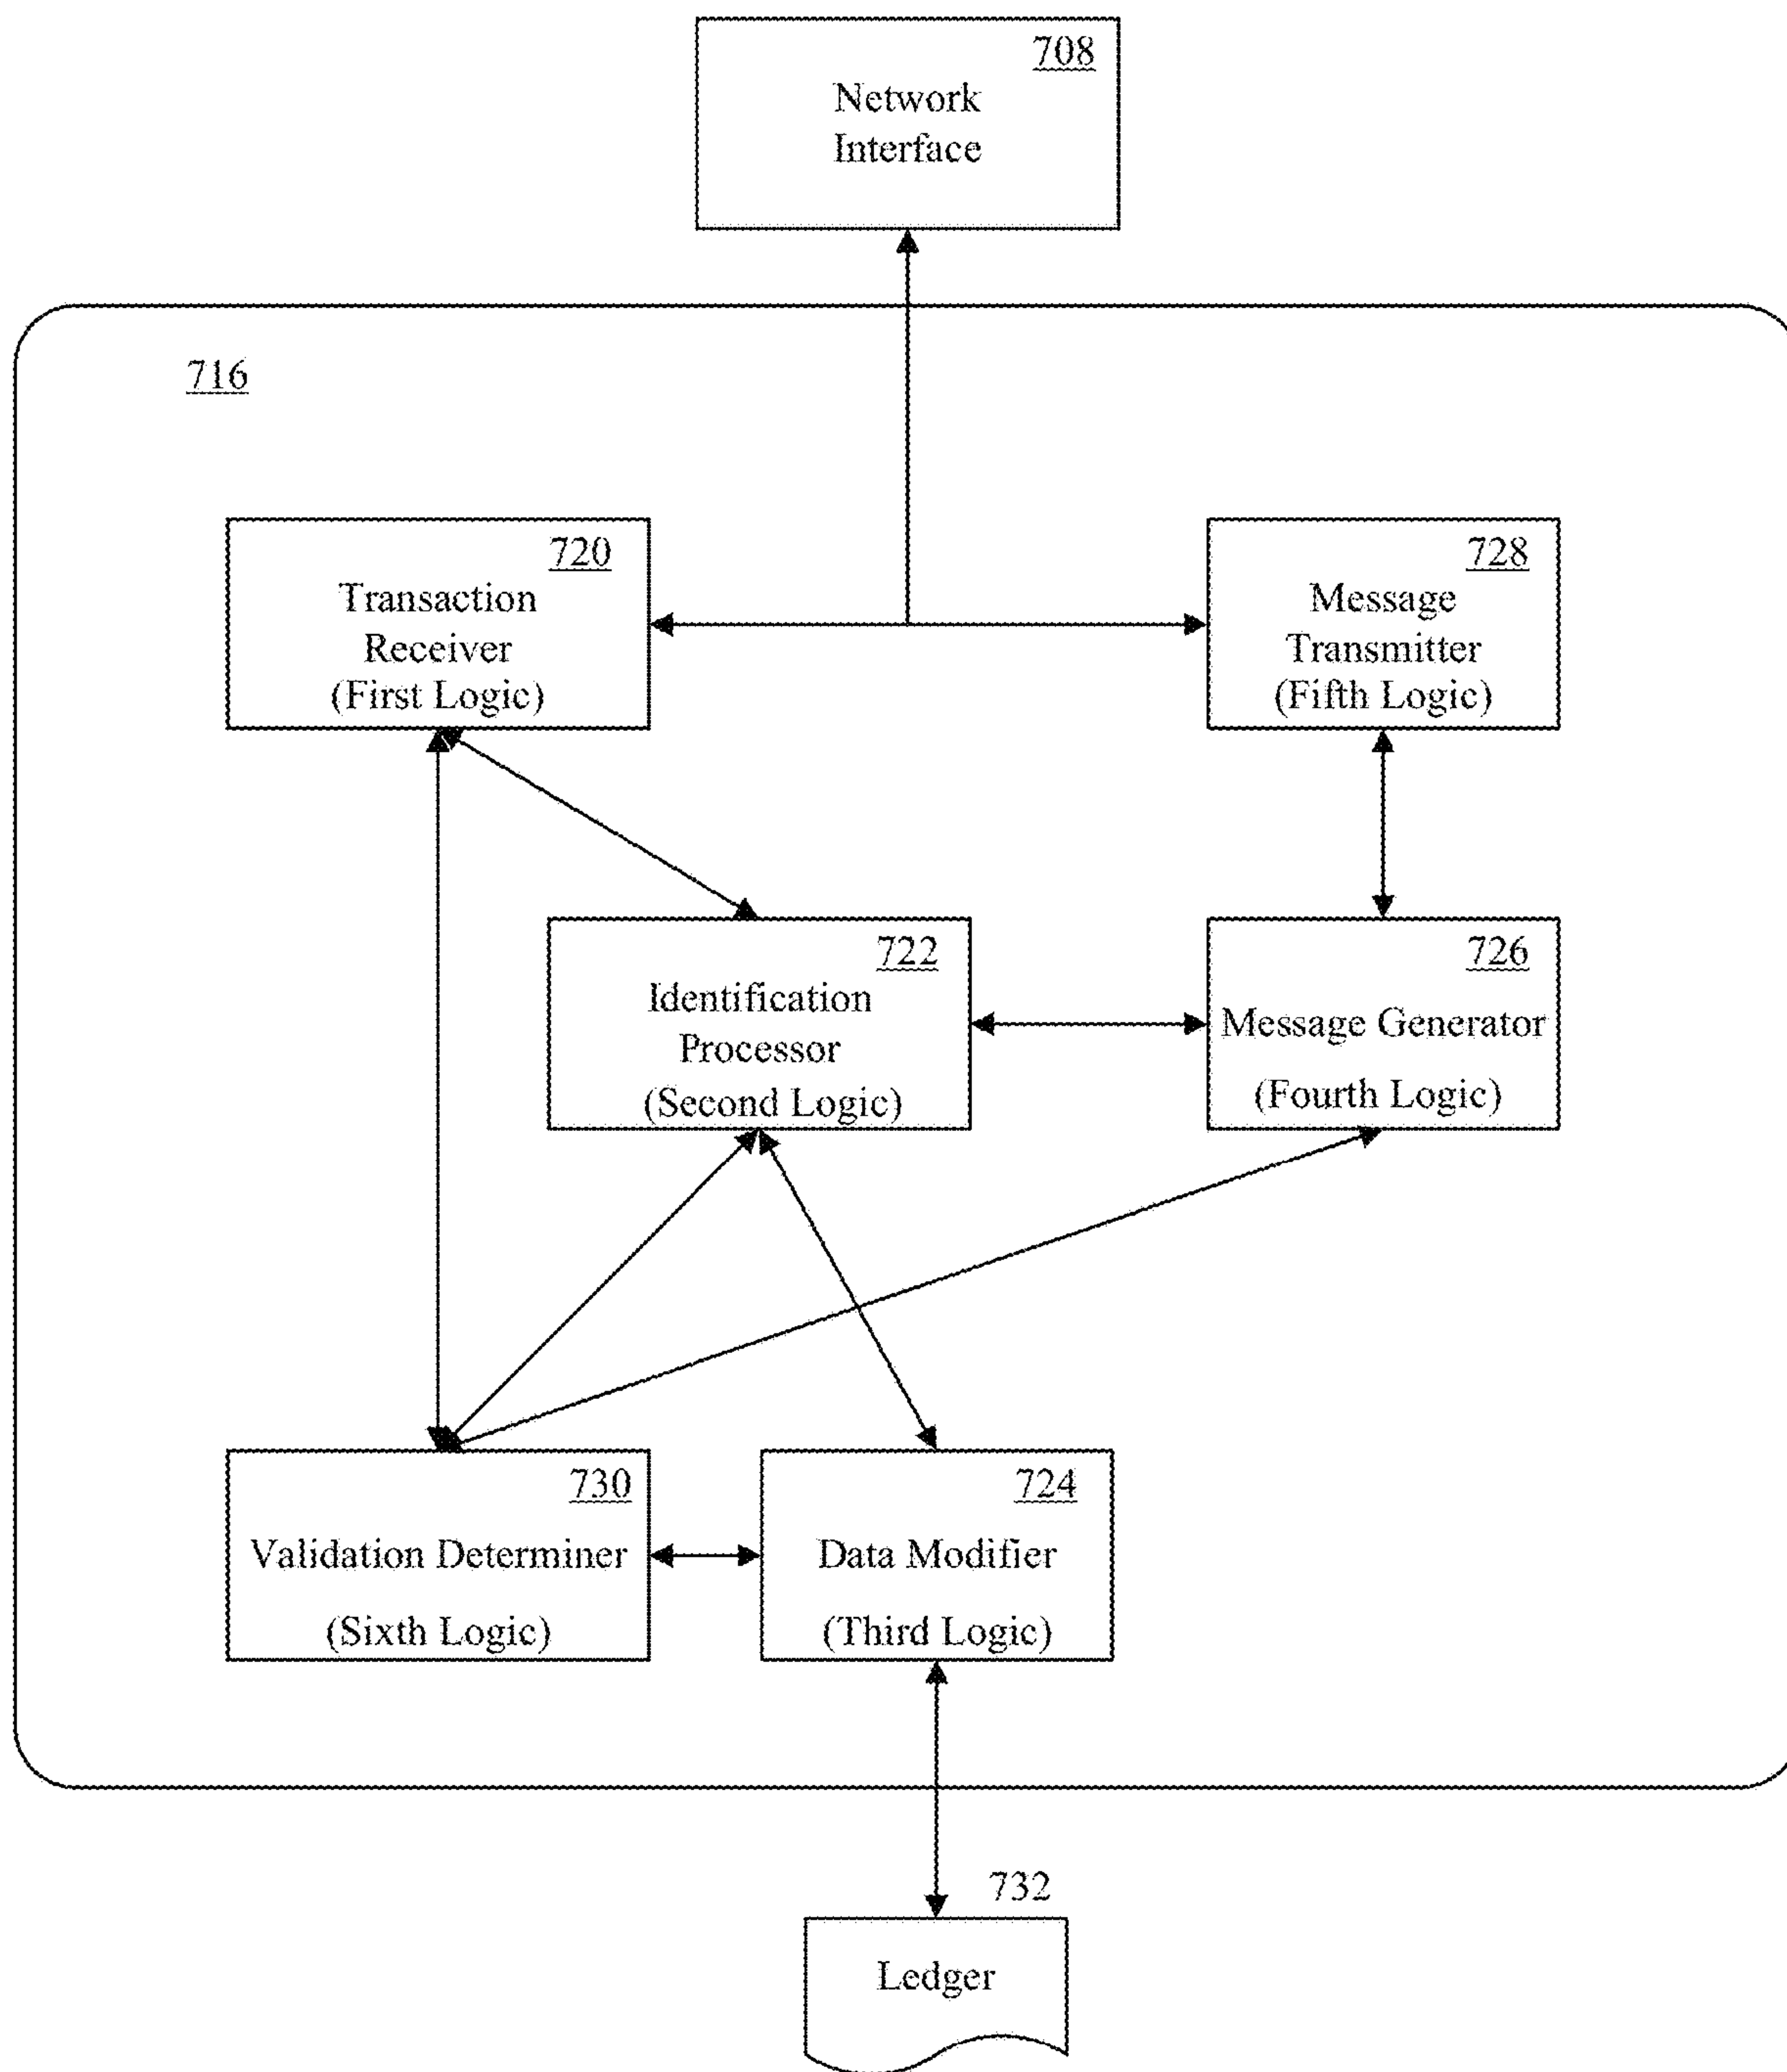 708
Network
Interface
716
720
Transaction
Receiver
(First Logic)
728
Message
Transmitter
(Fifth Logic)
722
Identification
Processor
(Second Logic)
726
Message Generator
(Fourth Logic)
730
Validation Determiner
(Sixth Logic)
724
Data Modifier
(Third Logic)
732
Ledger